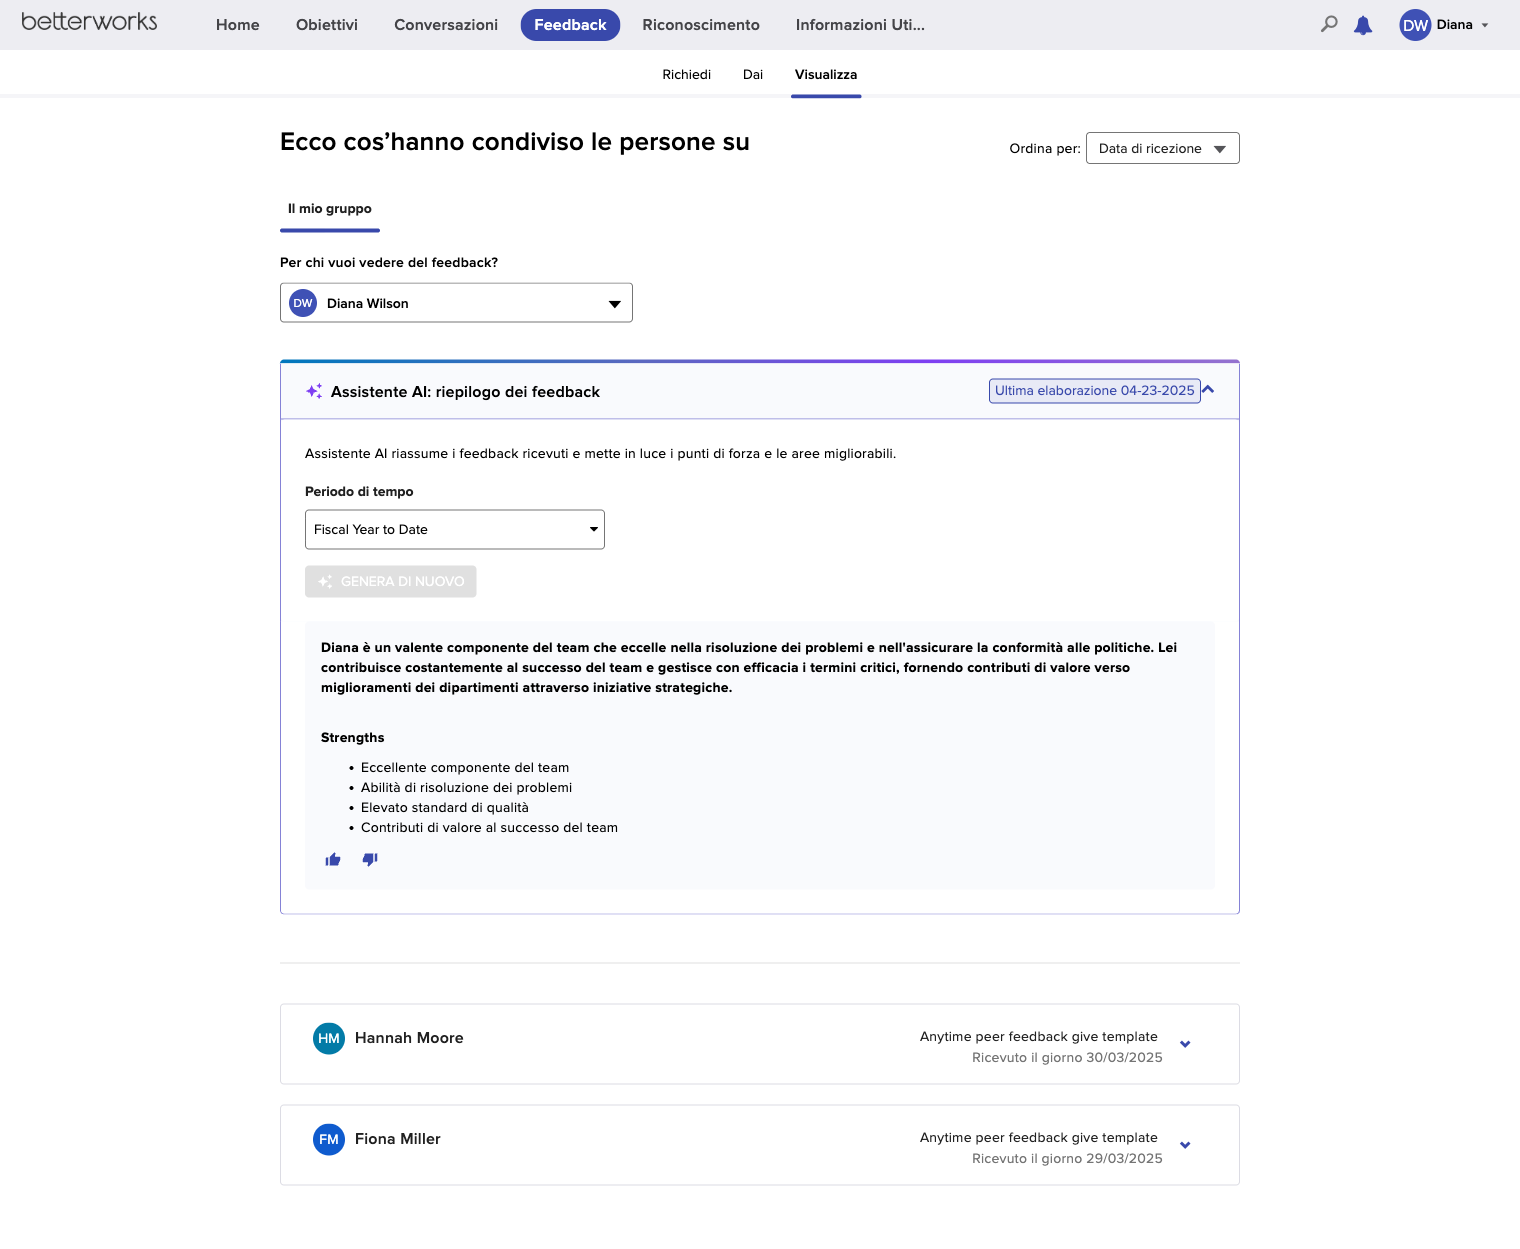 betterworks
Home
Obiettivi
Conversazioni
Feedback
Riconoscimento
Informazioni Uti...
DW
Diana
Richiedi
Dai
Visualizza
Ecco cos’hanno condiviso le persone su
Ordina per:
Data di ricezione
Il mio gruppo
Per chi vuoi vedere del feedback?
DW
Diana Wilson
Assistente AI: riepilogo dei feedback
Ultima elaborazione 04-23-2025
Assistente AI riassume i feedback ricevuti e mette in luce i punti di forza e le aree migliorabili.
Periodo di tempo
Fiscal Year to Date
GENERA DI NUOVO
Diana è un valente componente del team che eccelle nella risoluzione dei problemi e nell'assicurare la conformità alle politiche. Lei
contribuisce costantemente al successo del team e gestisce con efficacia i termini critici, fornendo contributi di valore verso
miglioramenti dei dipartimenti attraverso iniziative strategiche.
Strengths
• Eccellente componente del team
• Abilità di risoluzione dei problemi
• Elevato standard di qualità
• Contributi di valore al successo del team
HM
Hannah Moore
Anytime peer feedback give template
Ricevuto il giorno 30/03/2025
FM
Fiona Miller
Anytime peer feedback give template
Ricevuto il giorno 29/03/2025